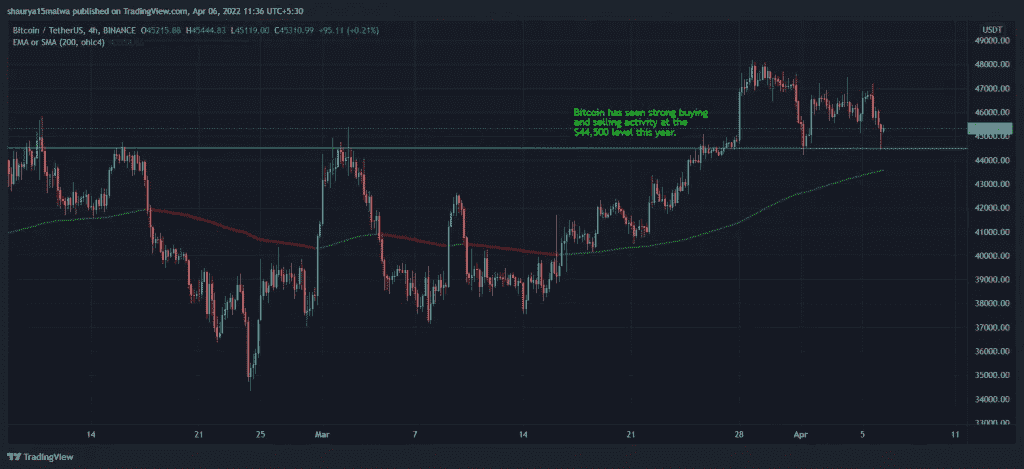 shaurya15malwa published on TradingView.com, Apr 06, 2022 11:36 UTC+5:30
Bitcoin / TetherUS, 4h, BINANCE O45215.88 H45444.83 L45119.00 C45310.99 +95.11 (+0.21%)
USDT
EMA or SMA (200, ohlc4)
49000.00
48000.00
47000.00
Bitcoin has seen strong buying
and selling activity at the
$44,500 level this year.
46000.00
45000.00
44000.00
43000.00
42000.00
41000.00
40000.00
39000.00
38000.00
37000.00
36000.00
35000.00
34000.00
33000.00
14 21 25 Mar 7 14 21 28 Apr 5 11
TradingView